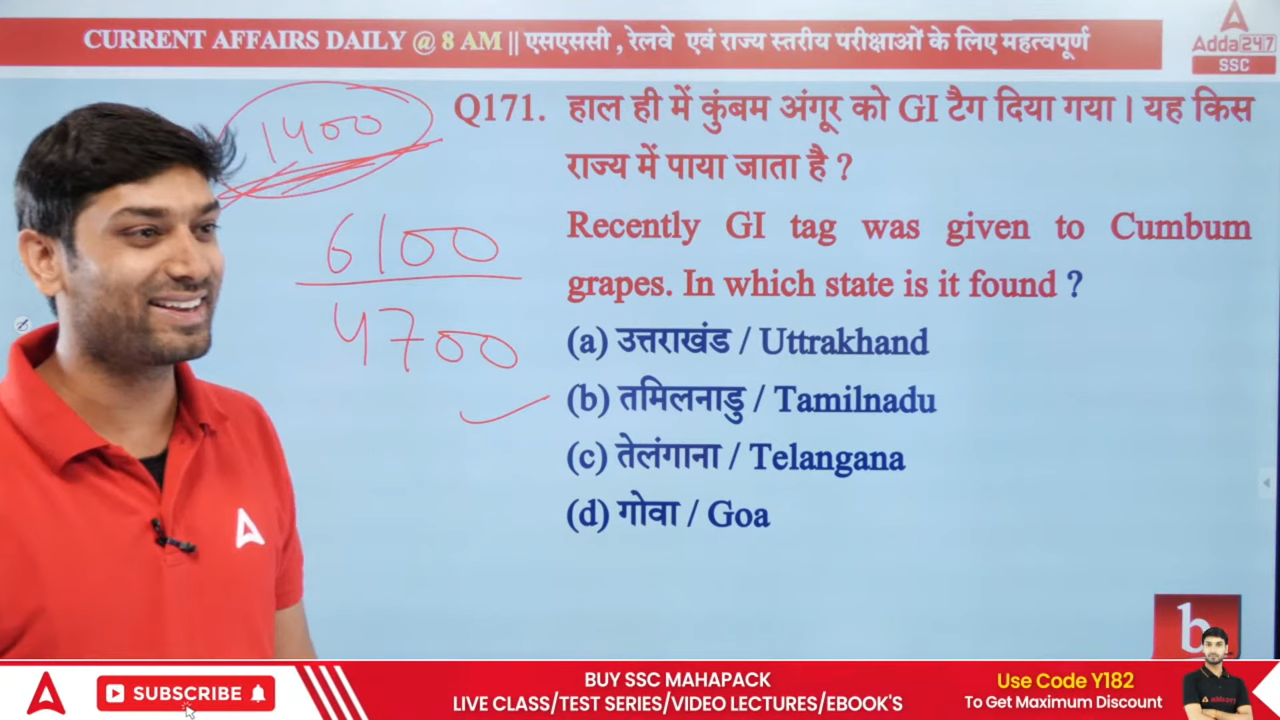 CURRENT AFFAIRS DAILY @ 8 AM || एसएससी , रेलवे एवं राज्य स्तरीय परीक्षाओं के लिए महत्वपूर्ण
Adda247
SSC
1400
6100
4700
Q171. हाल ही में कुंबम अंगूर को GI टैग दिया गया । यह किस
राज्य में पाया जाता है ?
Recently GI tag was given to Cumbum
grapes. In which state is it found ?
(a) उत्तराखंड / Uttrakhand
(b) तमिलनाडु / Tamilnadu
(c) तेलंगाना / Telangana
(d) गोवा / Goa
b
SUBSCRIBE
BUY SSC MAHAPACK
LIVE CLASS/TEST SERIES/VIDEO LECTURES/EBOOK'S
Use Code Y182
To Get Maximum Discount